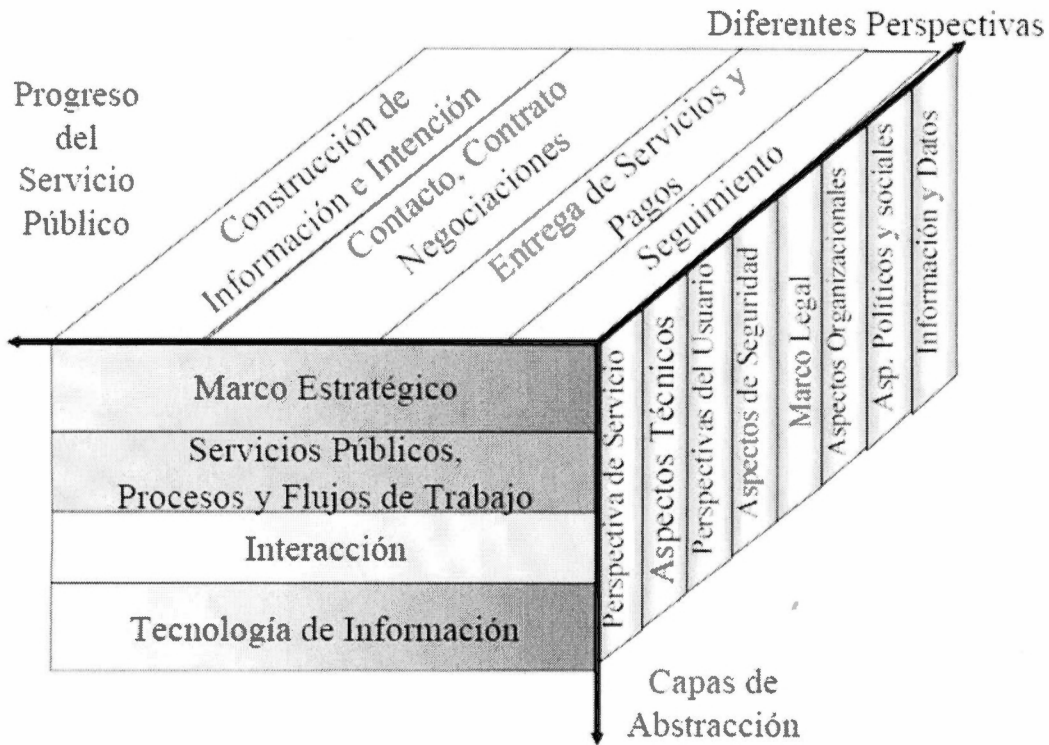 Diferentes Perspectivas
Progreso
del
Servicio
Público
Construcción de
Información e Intención
Contacto, Contrato
Negociaciones
Entrega de Servicios y
Pagos
Seguimiento
Marco Estratégico
Servicios Públicos,
Procesos y Flujos de Trabajo
Interacción
Tecnología de Información
Perspectiva de Servicio
Aspectos Técnicos
Perspectivas del Usuario
Aspectos de Seguridad
Marco Legal
Aspectos Organizacionales
Asp. Políticos y sociales
Información y Datos
Capas de
Abstracción